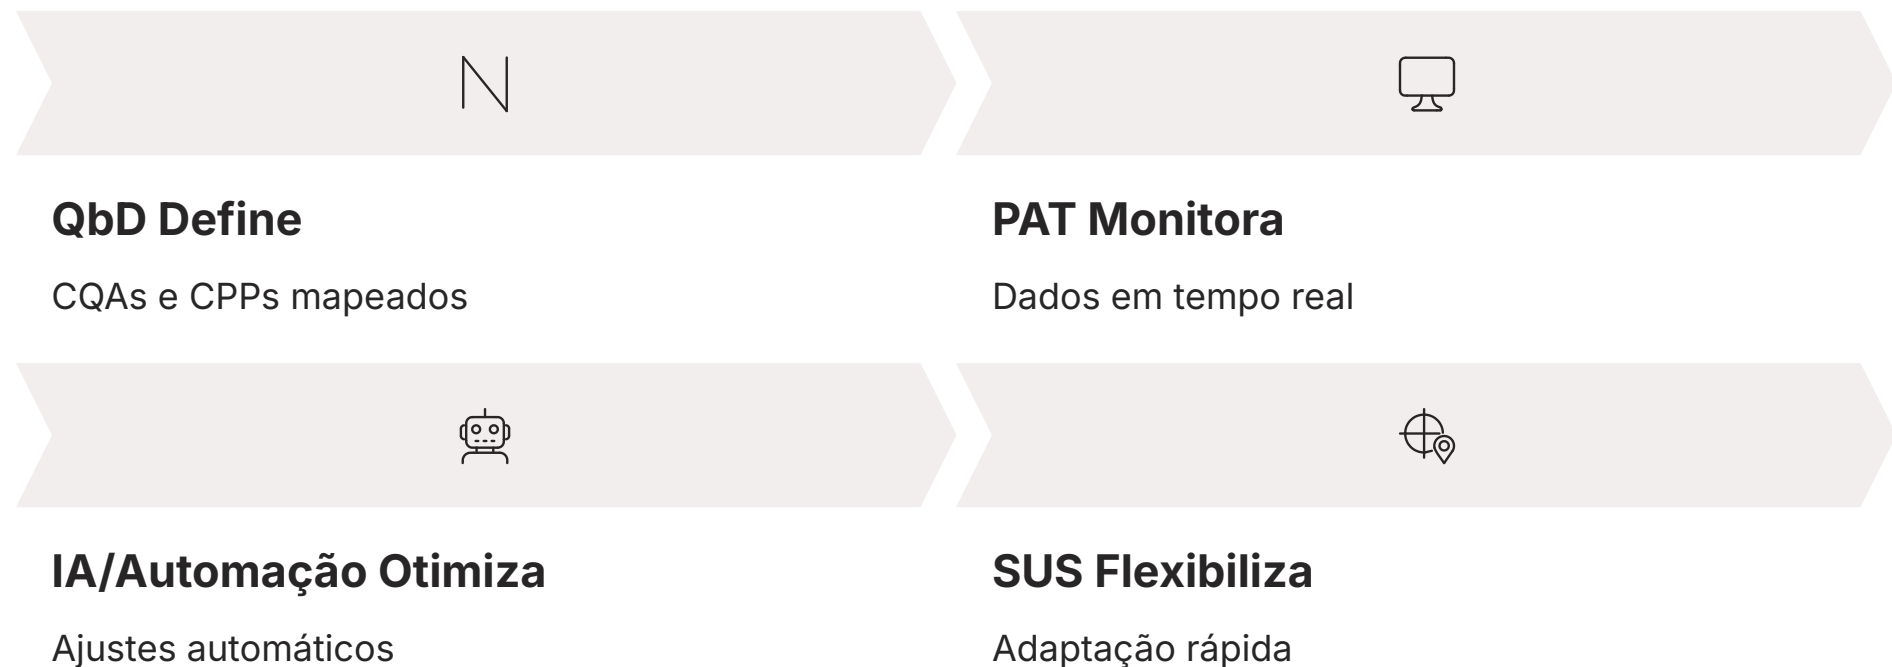 QbD Define
CQAs e CPPs mapeados
PAT Monitora
Dados em tempo real
IA/Automação Otimiza
Ajustes automáticos
SUS Flexibiliza
Adaptação rápida